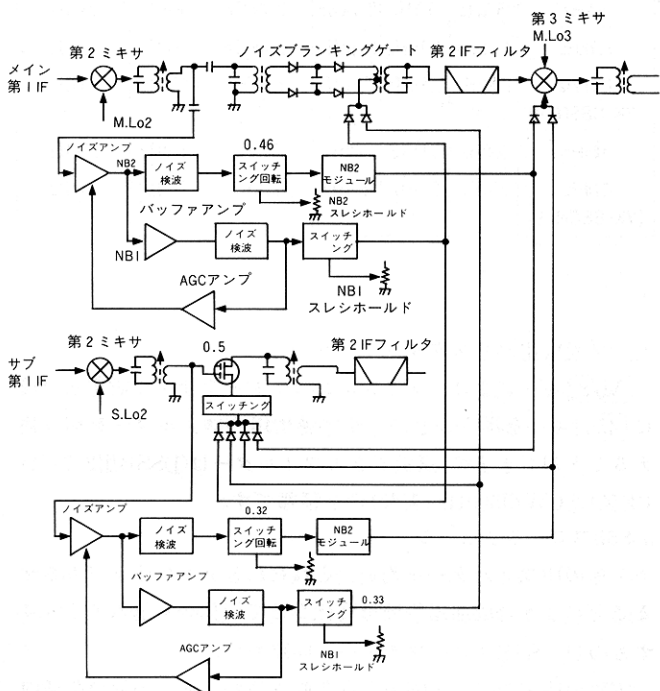 第3ミキサ
M.Lo3
第2ミキサ
ノイズブランキングゲート
第2IFフィルタ
メイン
第1IF
M.Lo2
ノイズアンプ
NB2
ノイズ
検波
0.46
スイッチ
ング回転
NB2
モジュール
NB2
スレシホールド
バッファアンプ
NB1
ノイズ
検波
スイッチ
ング
NB1
スレシホールド
AGCアンプ
第2ミキサ
0.5
第2IFフィルタ
サブ
第1IF
S.Lo2
スイッチング
ノイズアンプ
ノイズ
検波
0.32
スイッチ
ング回転
NB2
モジュール
バッファアンプ
ノイズ
検波
スイッチ
ング
0.33
NB1
スレシホールド
AGCアンプ